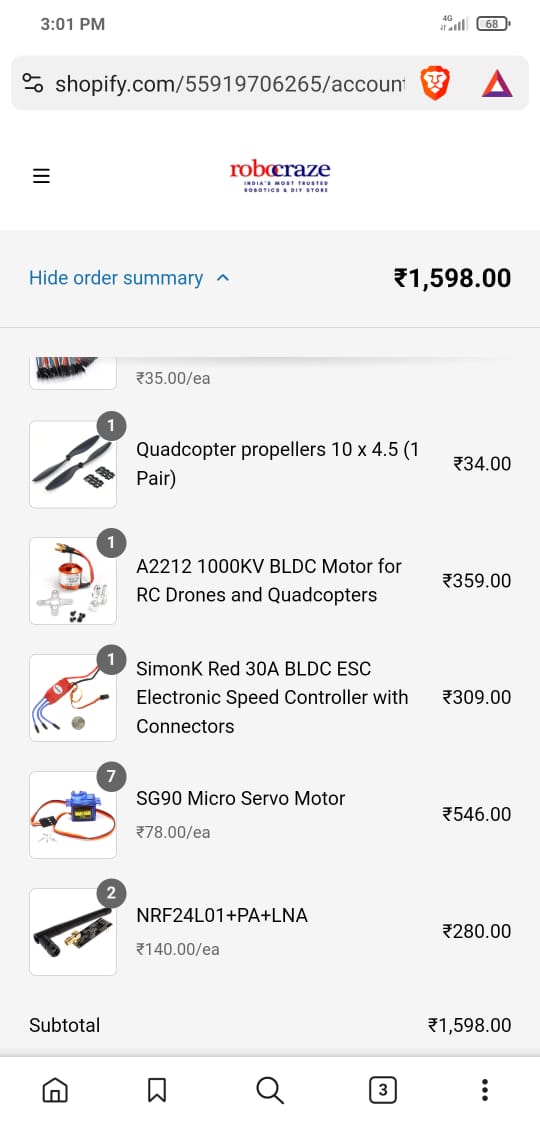 3:01 PM
4G
68
shopify.com/55919706265/account
robocraze
INDIA'S MOST TRUSTED
ROBOTICS & DIY STORE
Hide order summary
₹1,598.00
₹35.00/ea
1
Quadcopter propellers 10 x 4.5 (1
Pair)
₹34.00
1
A2212 1000KV BLDC Motor for
RC Drones and Quadcopters
₹359.00
1
SimonK Red 30A BLDC ESC
Electronic Speed Controller with
Connectors
₹309.00
7
SG90 Micro Servo Motor
₹78.00/ea
₹546.00
2
NRF24L01+PA+LNA
₹140.00/ea
₹280.00
Subtotal
₹1,598.00
3